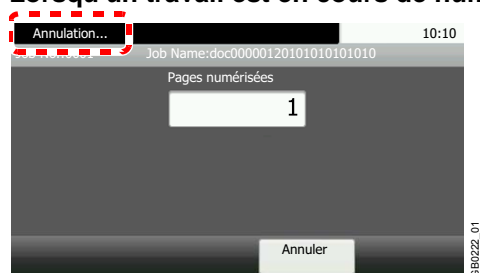 Lorsqu'un travail est en cours de num
Annulation... 10:10
Job Name:doc00000120101010101010
Pages numérisées
1
Annuler
GB0222_01